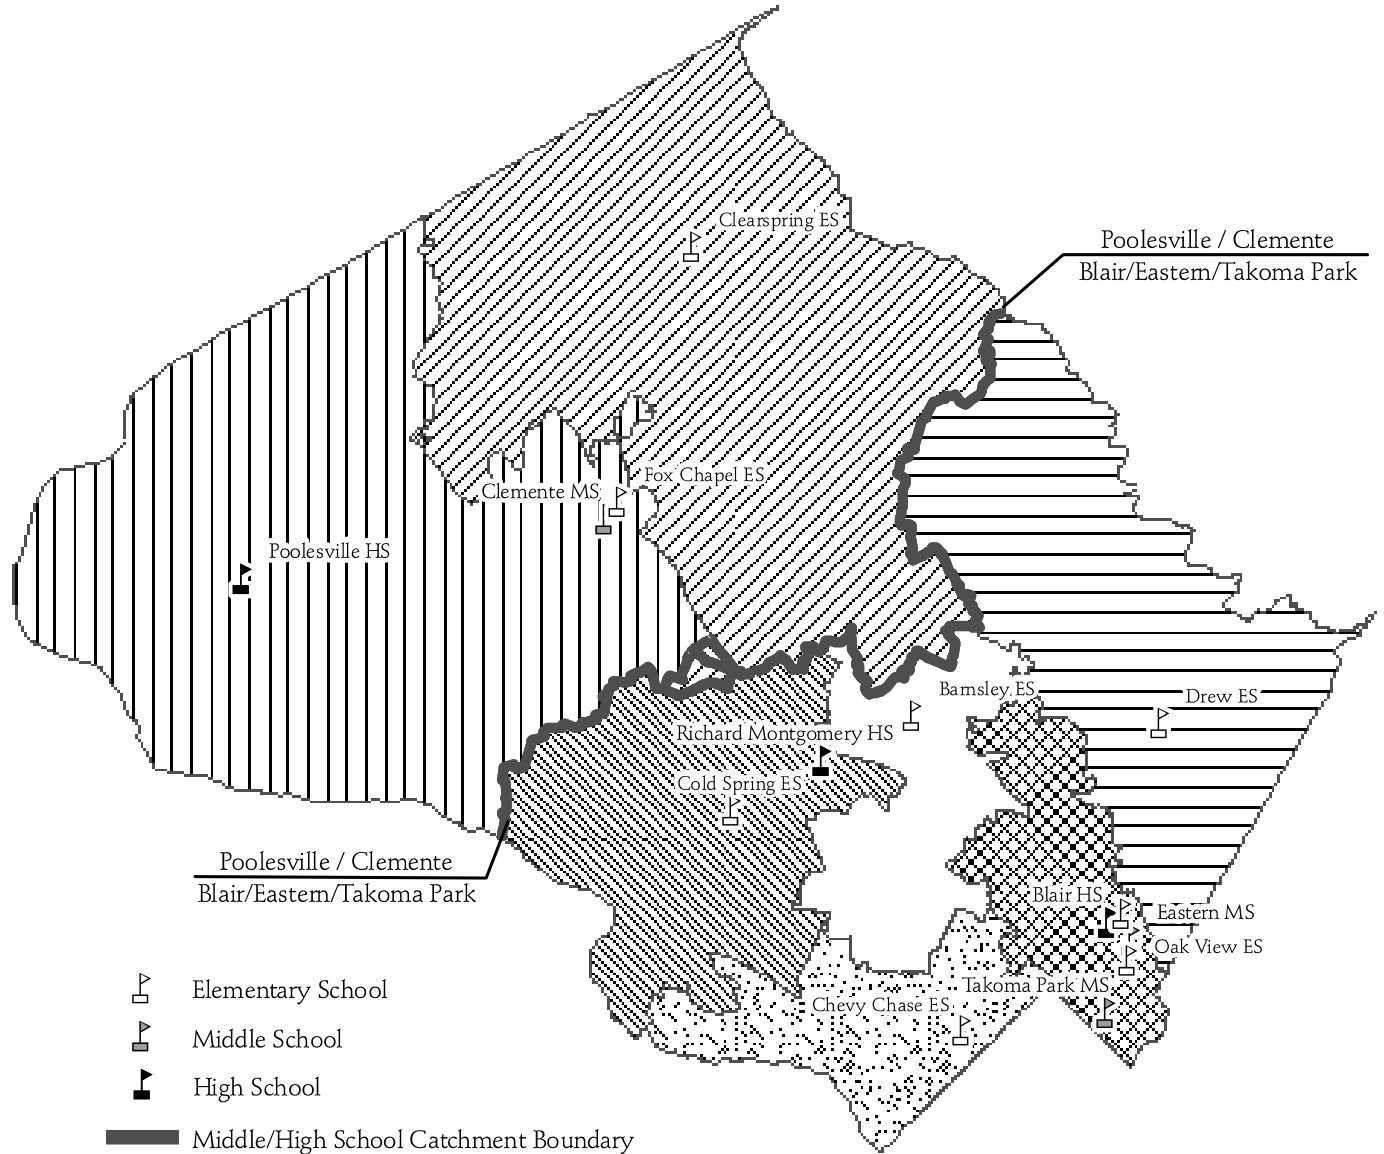 Clearspring ES
Poolesville / Clemente
Blair/Eastern/Takoma Park
Fox Chapel ES
Clemente MS
Poolesville HS
Barnsley ES
Drew ES
Richard Montgomery HS
Cold Spring ES
Poolesville / Clemente
Blair/Eastern/Takoma Park
Blair HS
Eastern MS
Oak View ES
Takoma Park MS
Chevy Chase ES
Elementary School
Middle School
High School
Middle/High School Catchment Boundary